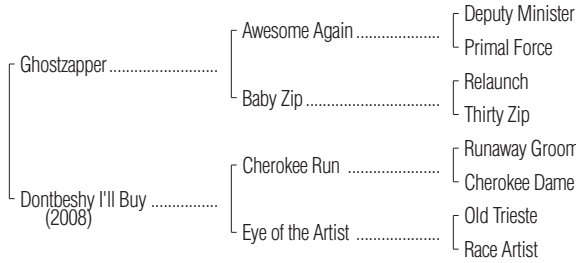 Deputy Minister
Awesome Again ....................
Primal Force
Ghostzapper ..........................
Relaunch
Baby Zip ................................
Thirty Zip
Runaway Groom
Cherokee Run ......................
Cherokee Dame
Dontbeshy I'll Buy ................
(2008)
Old Trieste
Eye of the Artist ....................
Race Artist